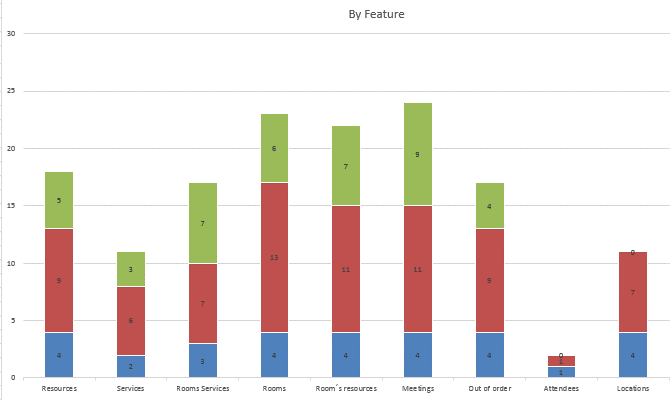 By Feature
30
25
20
15
10
5
0
5 3 7 6 7 9 4 0 0
9 6 7 13 11 11 9 1 7
4 2 3 4 4 4 4 1 4
Resources Services Rooms Services Rooms Room´s resources Meetings Out of order Attendees Locations